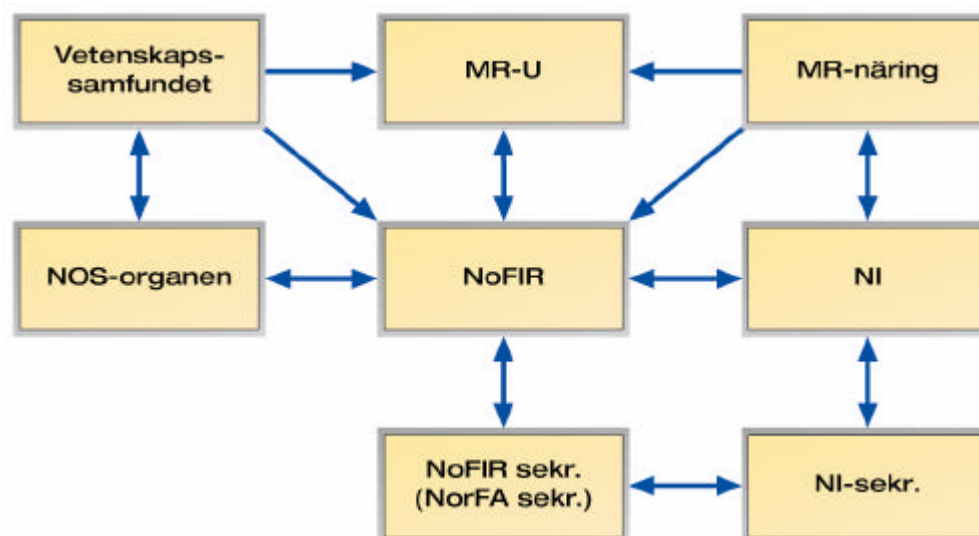 Vetenskaps-
samfundet
MR-U
MR-näring
NOS-organen
NoFIR
NI
NoFIR sekr.
(NorFA sekr.)
NI-sekr.